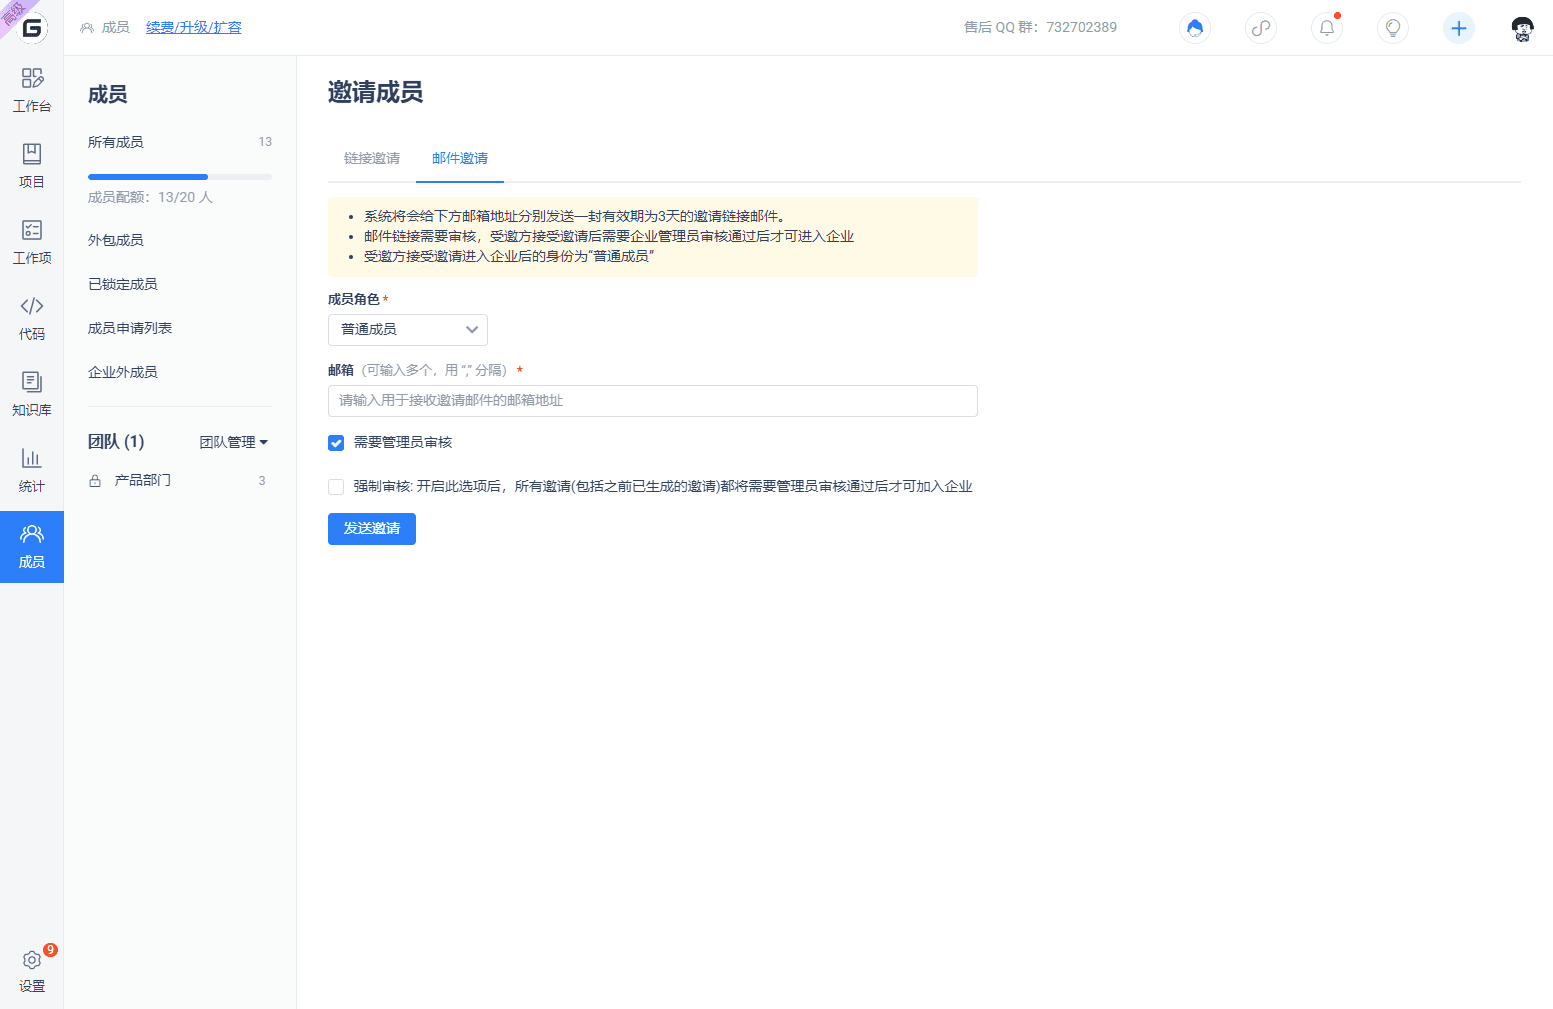 高级
成员 续费/升级/扩容 售后 QQ 群：732702389
工作台
项目
工作项
代码
知识库
统计
成员
9
设置
成员
所有成员 13
成员配额：13/20 人
外包成员
已锁定成员
成员申请列表
企业外成员
团队 (1) 团队管理
产品部门 3
邀请成员
链接邀请 邮件邀请
系统将会给下方邮箱地址分别发送一封有效期为3天的邀请链接邮件。
邮件链接需要审核，受邀方接受邀请后需要企业管理员审核通过后才可进入企业
受邀方接受邀请进入企业后的身份为“普通成员”
成员角色 *
普通成员
邮箱（可输入多个，用 “,” 分隔） *
请输入用于接收邀请邮件的邮箱地址
需要管理员审核
强制审核: 开启此选项后，所有邀请(包括之前已生成的邀请)都将需要管理员审核通过后才可加入企业
发送邀请